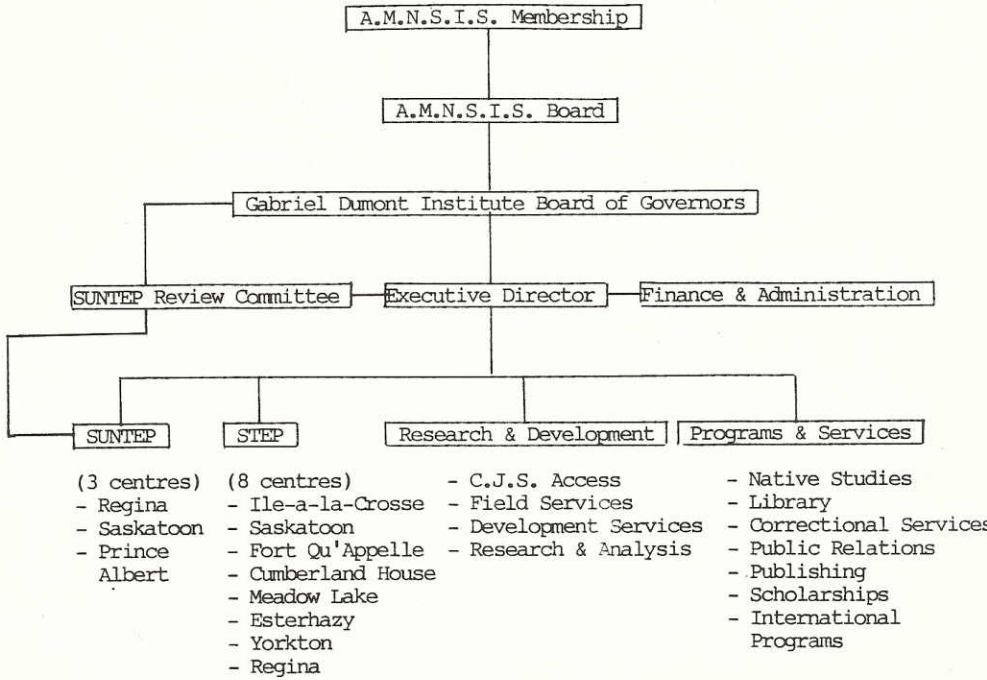 A.M.N.S.I.S. Membership
A.M.N.S.I.S. Board
Gabriel Dumont Institute Board of Governors
SUNTEP Review Committee
Executive Director
Finance & Administration
SUNTEP
(3 centres)
- Regina
- Saskatoon
- Prince
Albert
STEP
(8 centres)
- Ile-a-la-Crosse
- Saskatoon
- Fort Qu'Appelle
- Cumberland House
- Meadow Lake
- Esterhazy
- Yorkton
- Regina
Research & Development
- C.J.S. Access
- Field Services
- Development Services
- Research & Analysis
Programs & Services
- Native Studies
- Library
- Correctional Services
- Public Relations
- Publishing
- Scholarships
- International
Programs